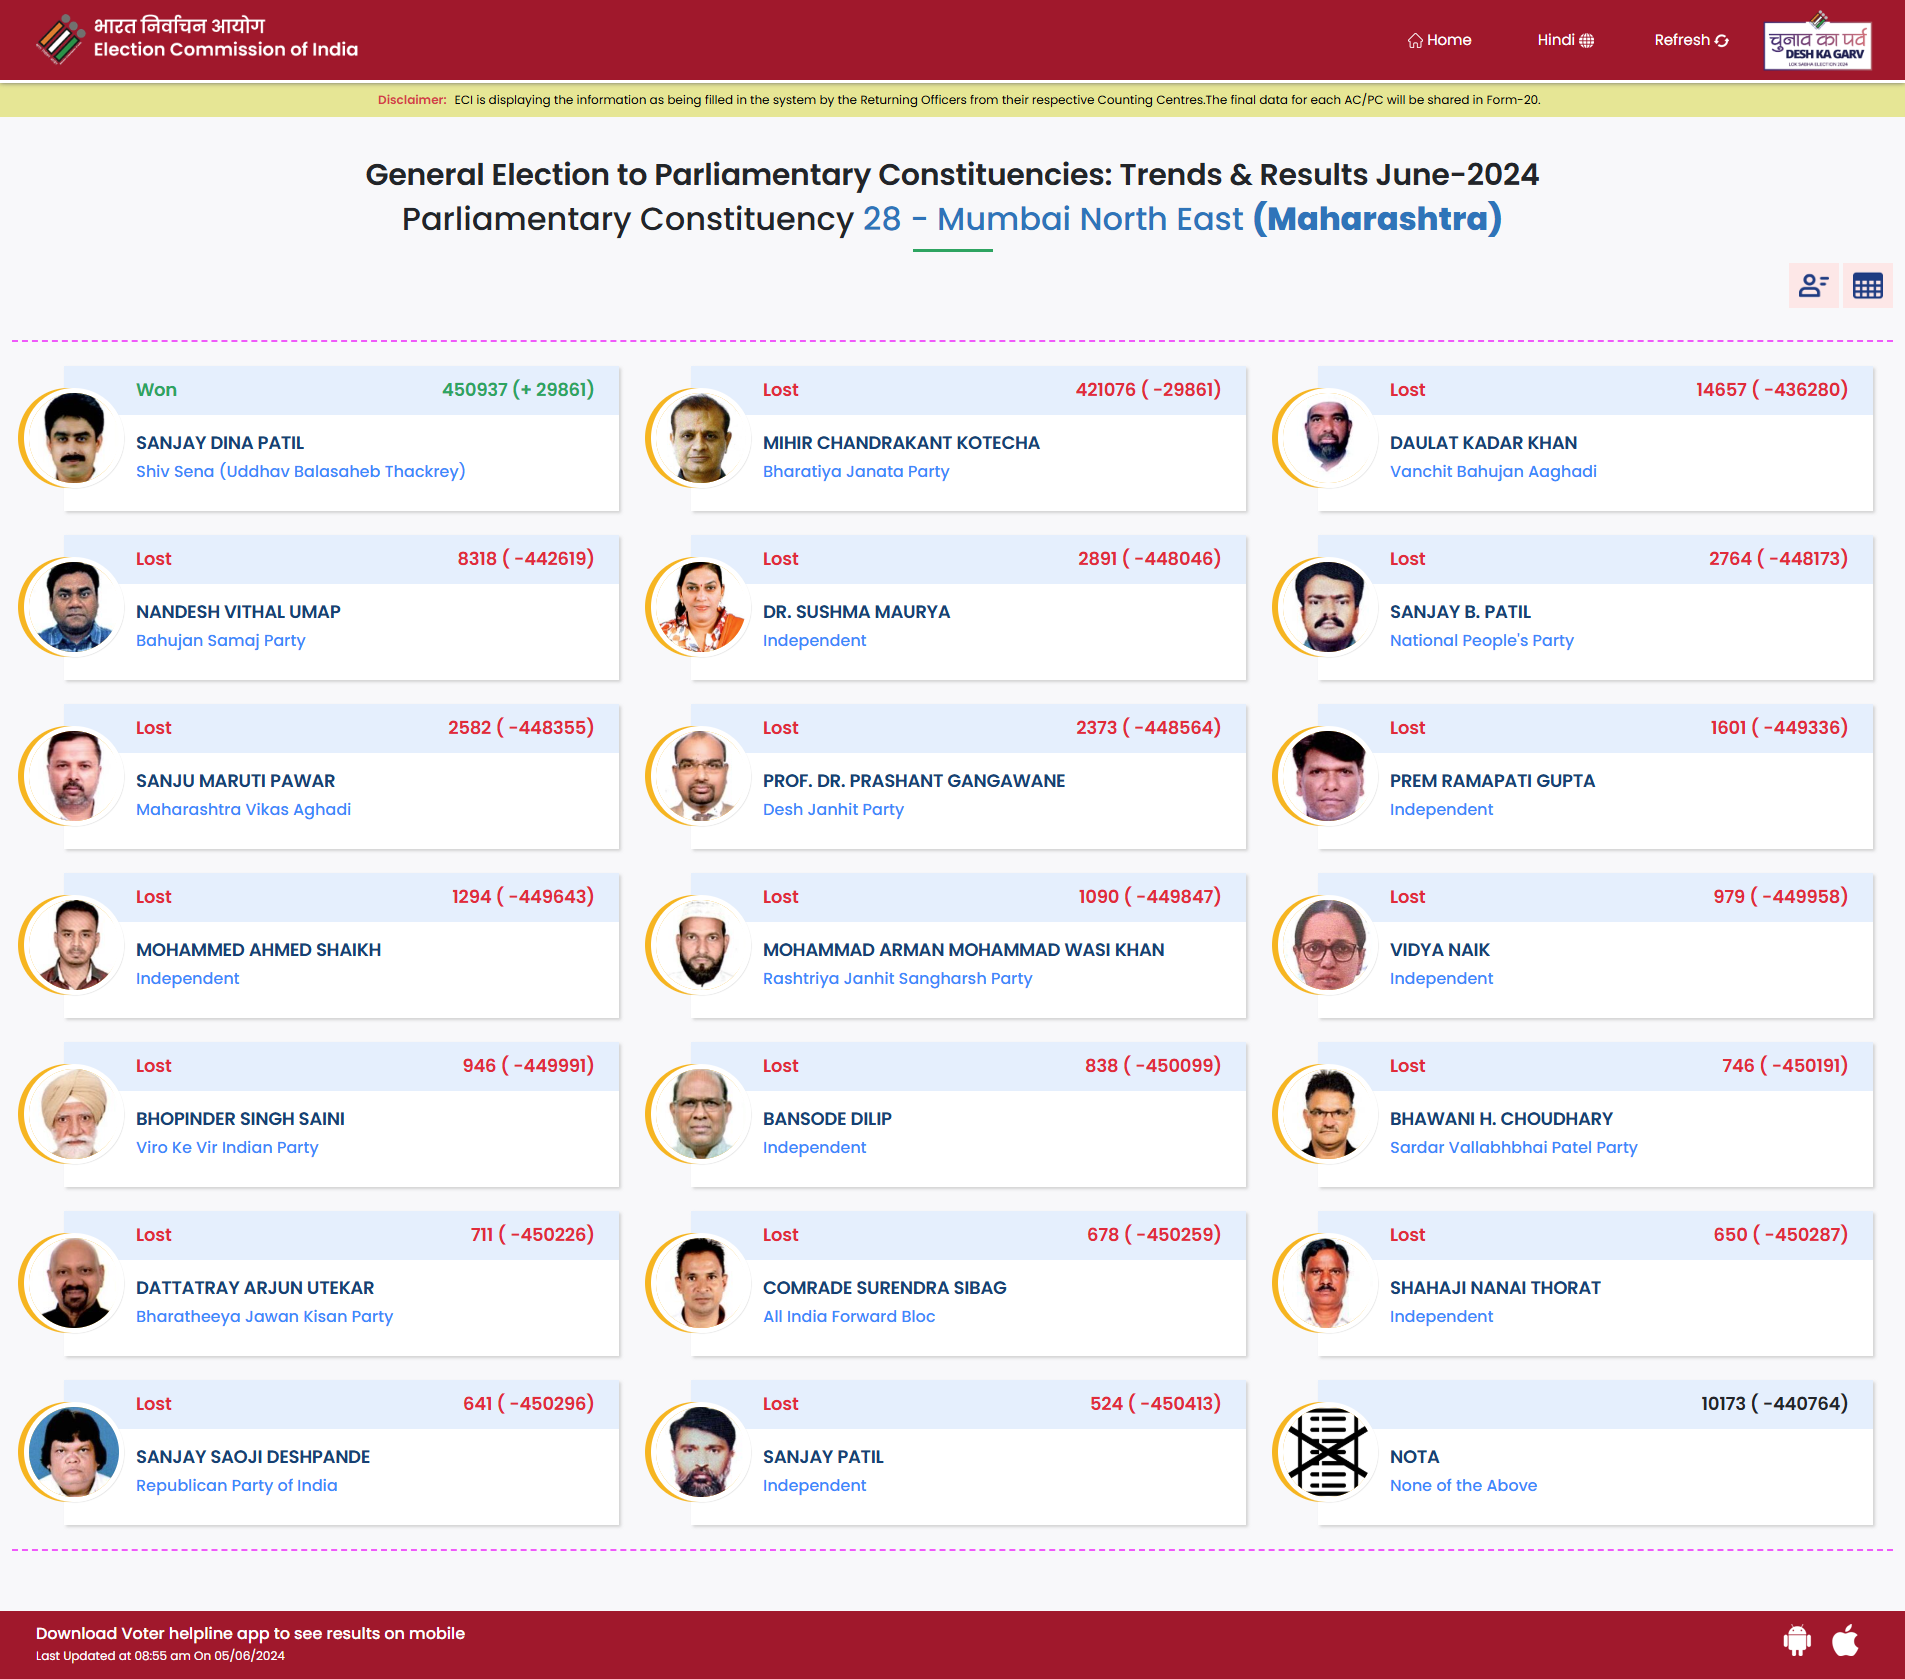 भारत निर्वाचन आयोग
Election Commission of India
Home
Hindi
Refresh
चुनाव का पर्व
DESH KA GARV
LOK SABHA ELECTION 2024
Disclaimer: ECI is displaying the information as being filled in the system by the Returning Officers from their respective Counting Centres.The final data for each AC/PC will be shared in Form-20.
General Election to Parliamentary Constituencies: Trends & Results June-2024
Parliamentary Constituency 28 - Mumbai North East (Maharashtra)
Won 450937 (+ 29861)
SANJAY DINA PATIL
Shiv Sena (Uddhav Balasaheb Thackrey)
Lost 421076 ( -29861)
MIHIR CHANDRAKANT KOTECHA
Bharatiya Janata Party
Lost 14657 ( -436280)
DAULAT KADAR KHAN
Vanchit Bahujan Aaghadi
Lost 8318 ( -442619)
NANDESH VITHAL UMAP
Bahujan Samaj Party
Lost 2891 ( -448046)
DR. SUSHMA MAURYA
Independent
Lost 2764 ( -448173)
SANJAY B. PATIL
National People's Party
Lost 2582 ( -448355)
SANJU MARUTI PAWAR
Maharashtra Vikas Aghadi
Lost 2373 ( -448564)
PROF. DR. PRASHANT GANGAWANE
Desh Janhit Party
Lost 1601 ( -449336)
PREM RAMAPATI GUPTA
Independent
Lost 1294 ( -449643)
MOHAMMED AHMED SHAIKH
Independent
Lost 1090 ( -449847)
MOHAMMAD ARMAN MOHAMMAD WASI KHAN
Rashtriya Janhit Sangharsh Party
Lost 979 ( -449958)
VIDYA NAIK
Independent
Lost 946 ( -449991)
BHOPINDER SINGH SAINI
Viro Ke Vir Indian Party
Lost 838 ( -450099)
BANSODE DILIP
Independent
Lost 746 ( -450191)
BHAWANI H. CHOUDHARY
Sardar Vallabhbhai Patel Party
Lost 711 ( -450226)
DATTATRAY ARJUN UTEKAR
Bharatheeya Jawan Kisan Party
Lost 678 ( -450259)
COMRADE SURENDRA SIBAG
All India Forward Bloc
Lost 650 ( -450287)
SHAHAJI NANAI THORAT
Independent
Lost 641 ( -450296)
SANJAY SAOJI DESHPANDE
Republican Party of India
Lost 524 ( -450413)
SANJAY PATIL
Independent
10173 ( -440764)
NOTA
None of the Above
Download Voter helpline app to see results on mobile
Last Updated at 08:55 am On 05/06/2024